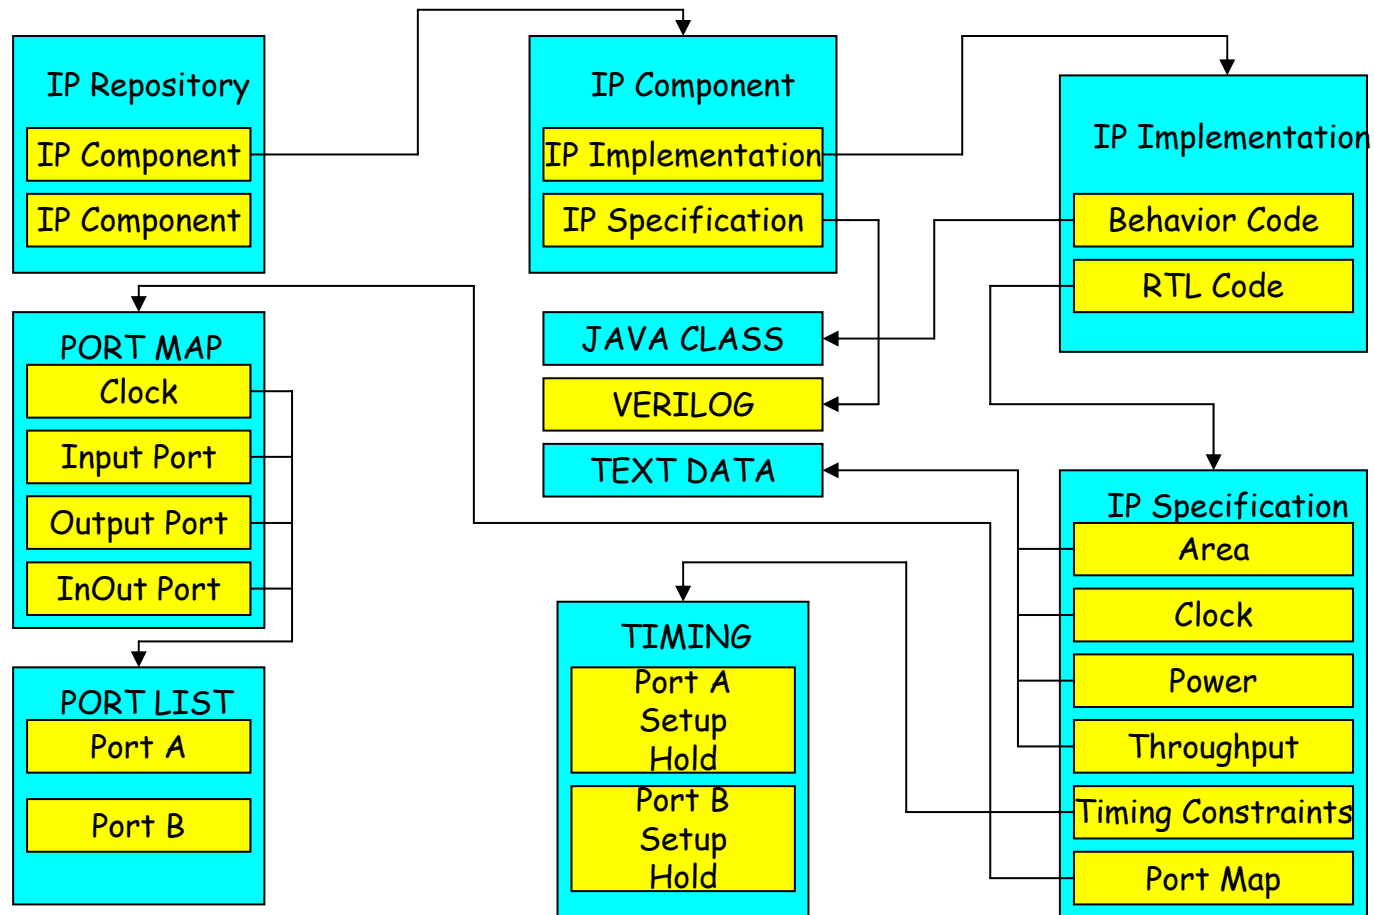 IP Repository
IP Component
IP Component
IP Component
IP Implementation
IP Specification
IP Implementation
Behavior Code
RTL Code
PORT MAP
Clock
Input Port
Output Port
InOut Port
JAVA CLASS
VERILOG
TEXT DATA
IP Specification
Area
Clock
Power
Throughput
Timing Constraints
Port Map
TIMING
Port A
Setup
Hold
Port B
Setup
Hold
PORT LIST
Port A
Port B